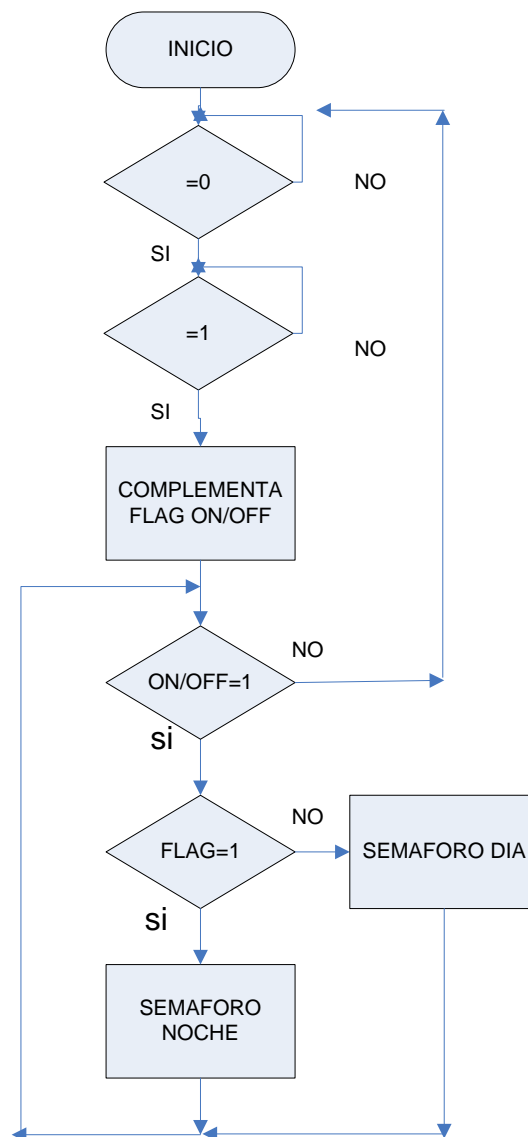 INICIO
=0
NO
SI
=1
NO
SI
COMPLEMENTA
FLAG ON/OFF
NO
ON/OFF=1
si
NO
FLAG=1
SEMAFORO DIA
si
SEMAFORO
NOCHE